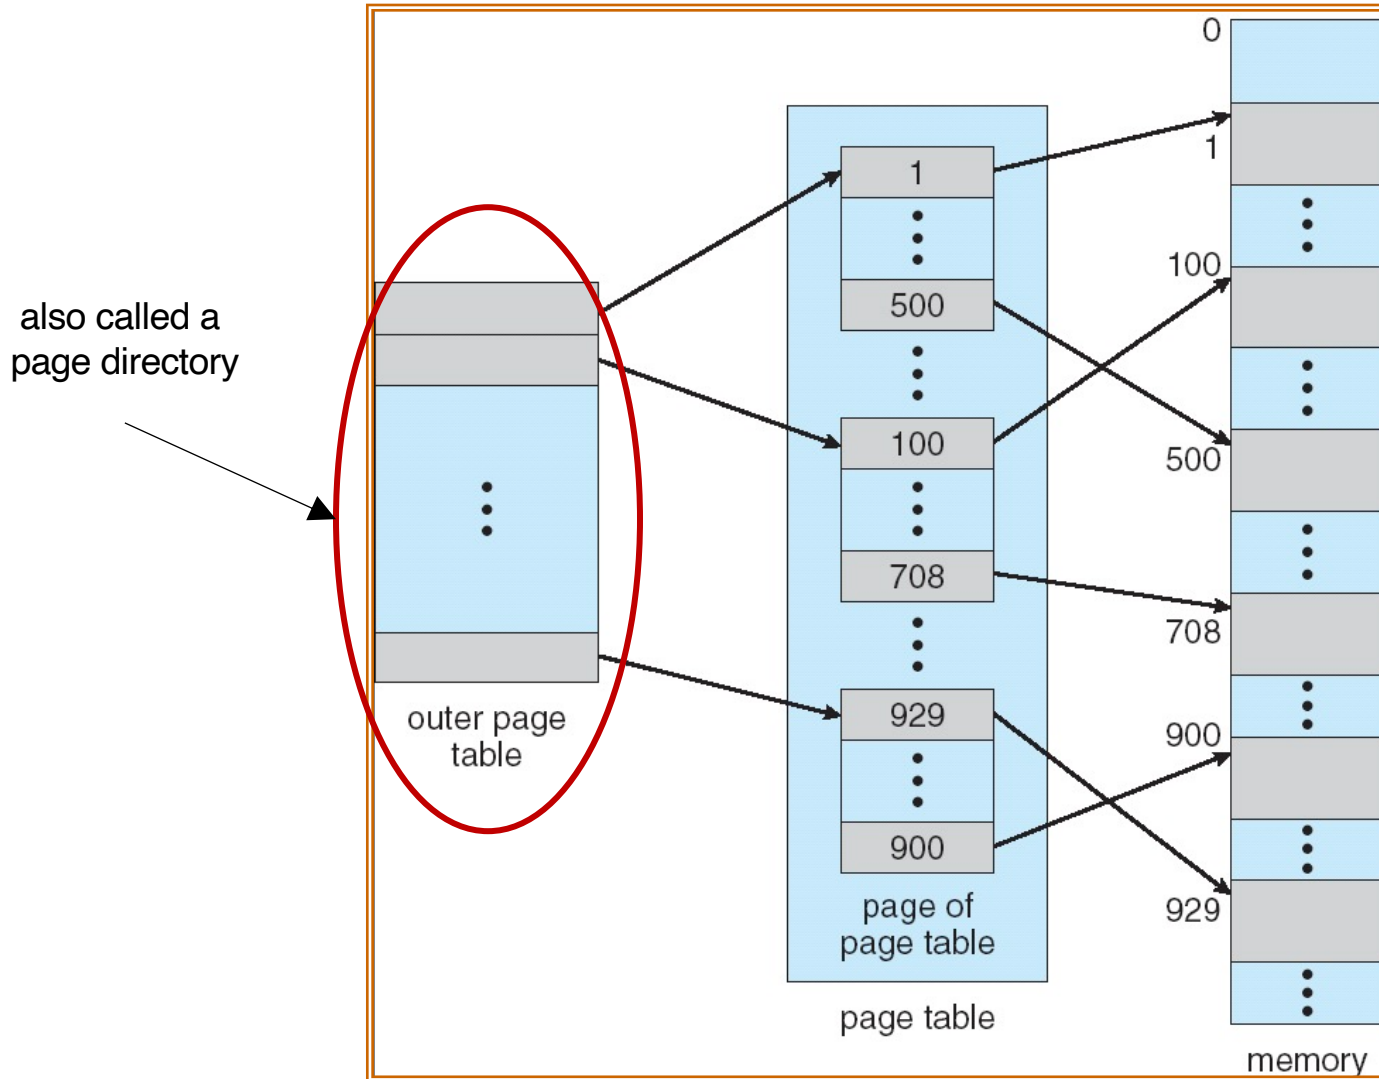 also called a
page directory
outer page
table
1
500
100
708
929
900
page of
page table
page table
0
1
100
500
708
900
929
memory